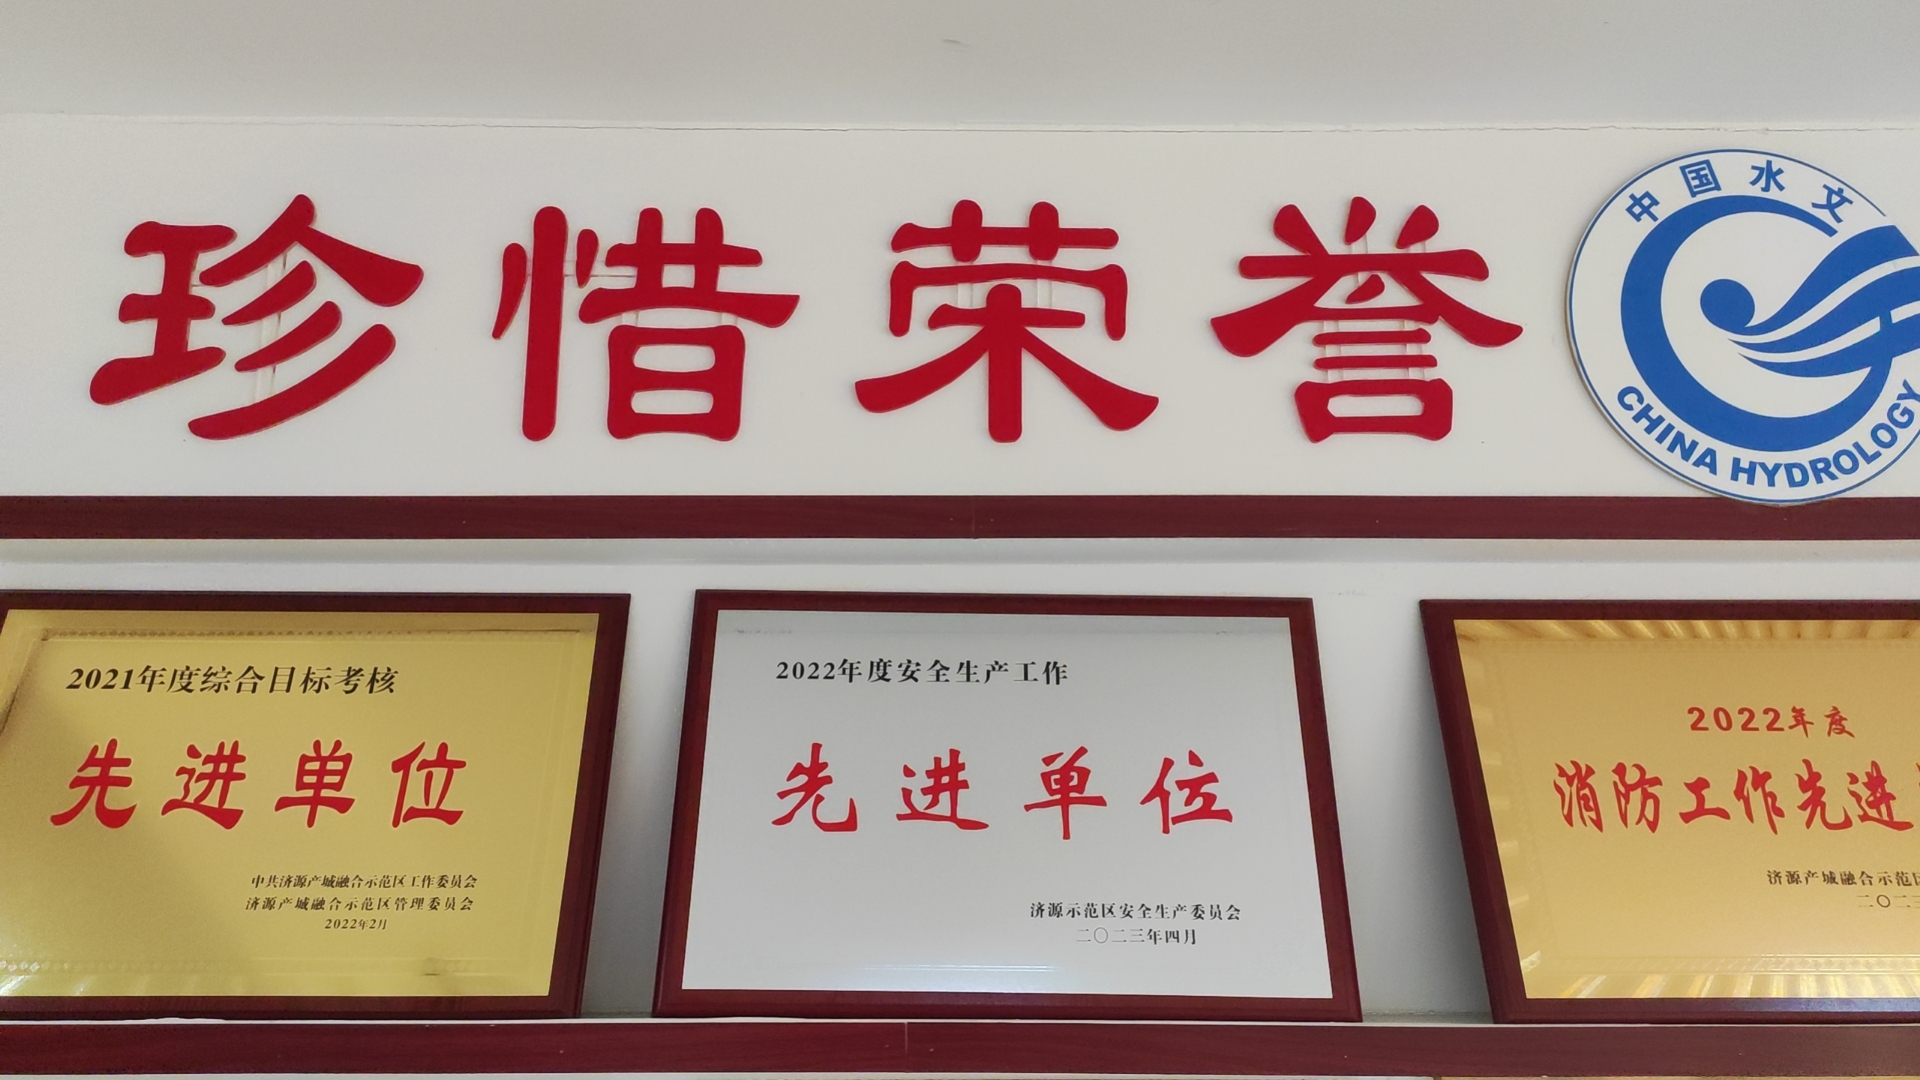 珍惜荣誉
中国水文
CHINA HYDROLOGY
2021年度综合目标考核
先进单位
中共济源产城融合示范区工作委员会
济源产城融合示范区管理委员会
2022年2月
2022年度安全生产工作
先进单位
济源示范区安全生产委员会
二〇二三年四月
2022年度
消防工作先进
济源产城融合示范区
二〇二三